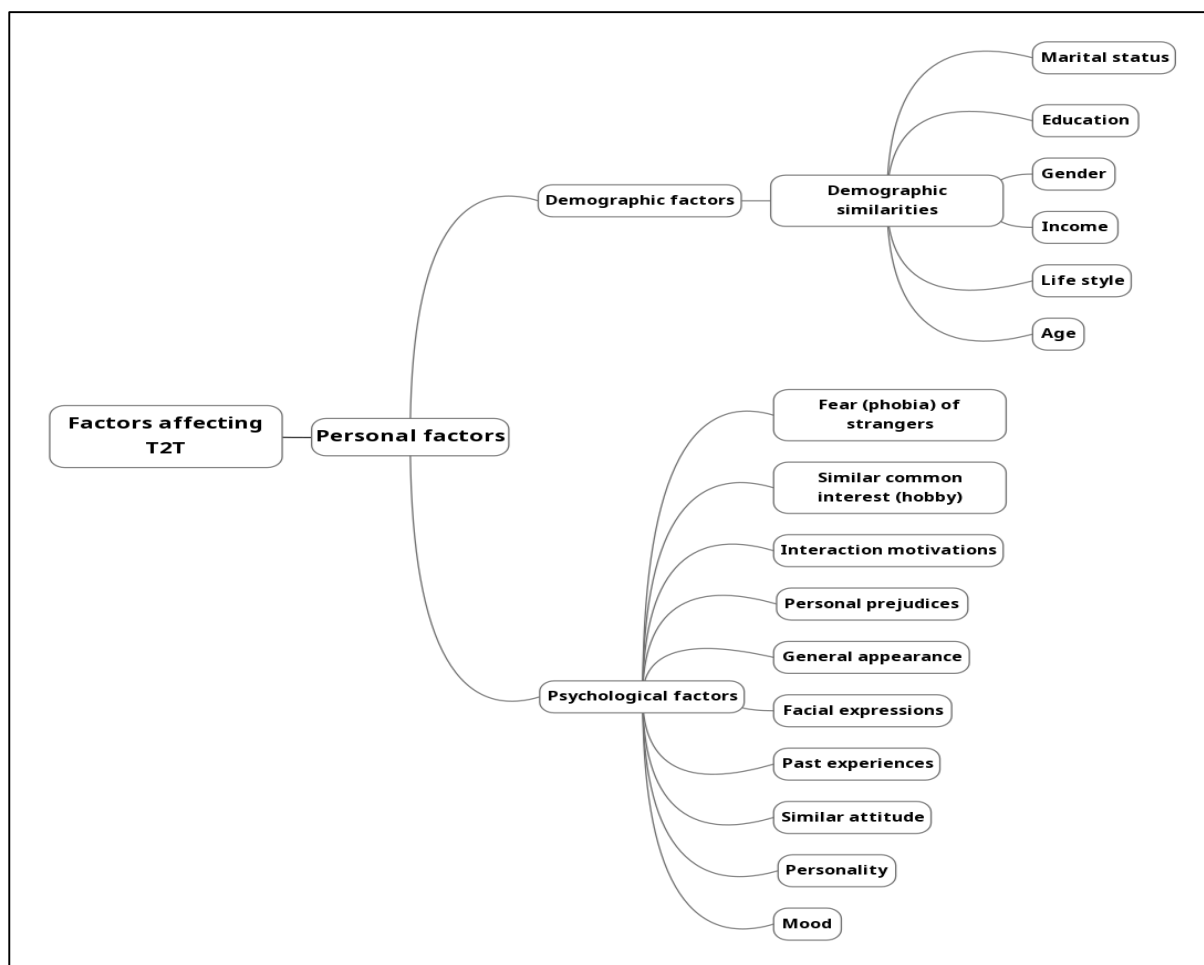 Factors affecting
T2T
Personal factors
Demographic factors
Demographic
similarities
Marital status
Education
Gender
Income
Life style
Age
Psychological factors
Fear (phobia) of
strangers
Similar common
interest (hobby)
Interaction motivations
Personal prejudices
General appearance
Facial expressions
Past experiences
Similar attitude
Personality
Mood